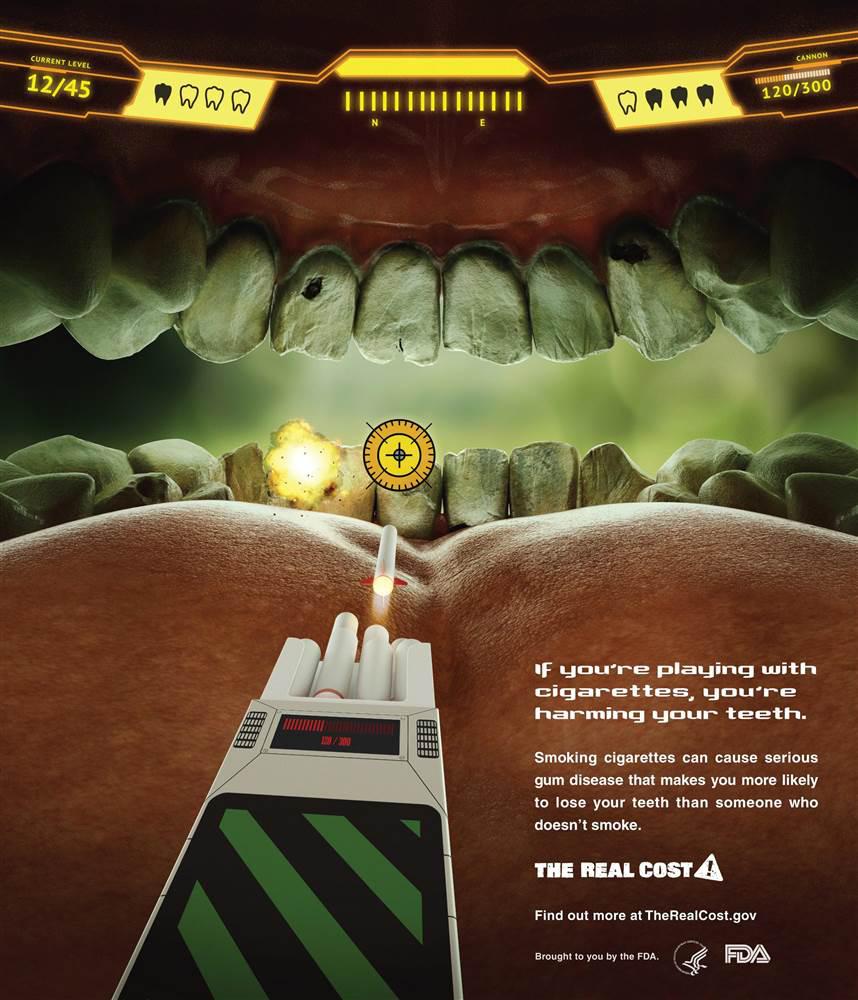 CURRENT LEVEL
12/45
N E
CANNON
120/300
120 / 300
If you're playing with
cigarettes, you're
harming your teeth.
Smoking cigarettes can cause serious
gum disease that makes you more likely
to lose your teeth than someone who
doesn't smoke.
THE REAL COST
Find out more at TheRealCost.gov
Brought to you by the FDA.
FDA